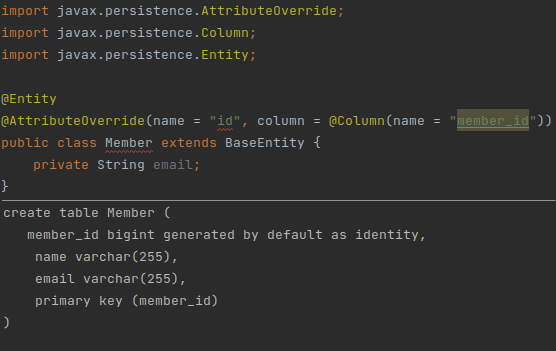 import javax.persistence.AttributeOverride;
import javax.persistence.Column;
import javax.persistence.Entity;
@Entity
@AttributeOverride(name = "id", column = @Column(name = "member_id"))
public class Member extends BaseEntity {
private String email;
}
create table Member (
member_id bigint generated by default as identity,
name varchar(255),
email varchar(255),
primary key (member_id)
)